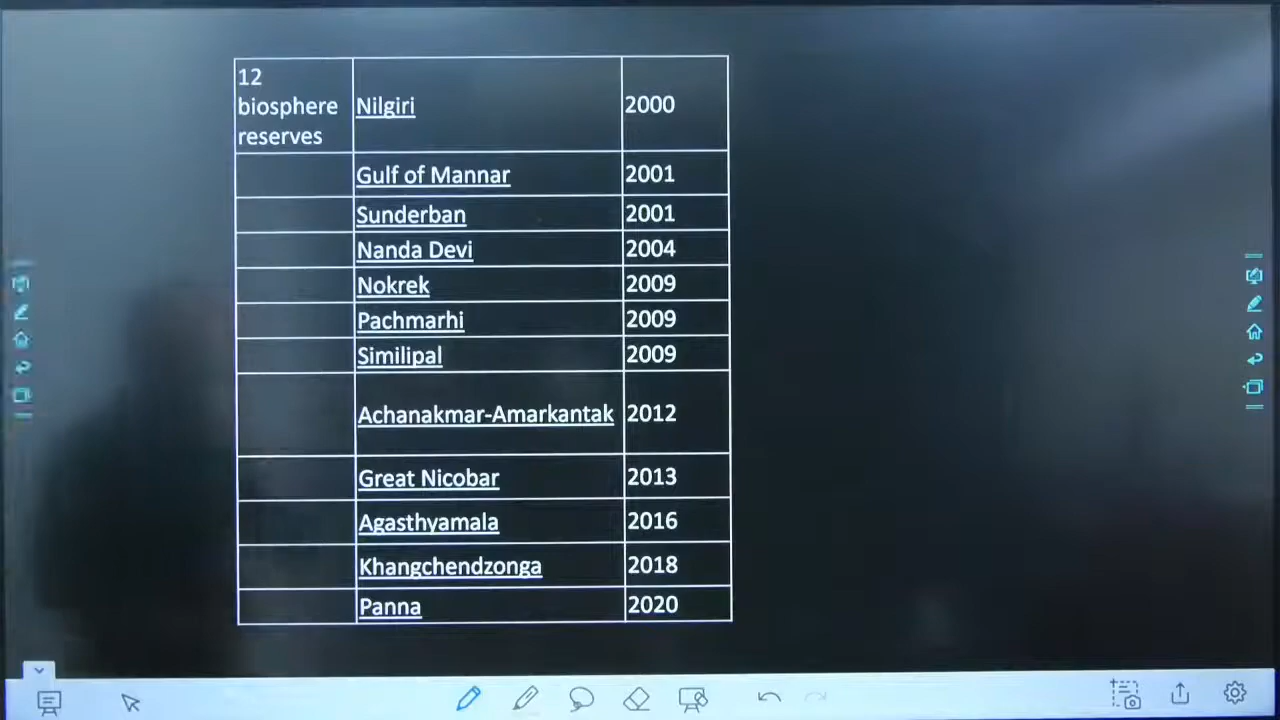 12
biosphere
reserves
Nilgiri
2000
Gulf of Mannar
2001
Sunderban
2001
Nanda Devi
2004
Nokrek
2009
Pachmarhi
2009
Similipal
2009
Achanakmar-Amarkantak
2012
Great Nicobar
2013
Agasthyamala
2016
Khangchendzonga
2018
Panna
2020